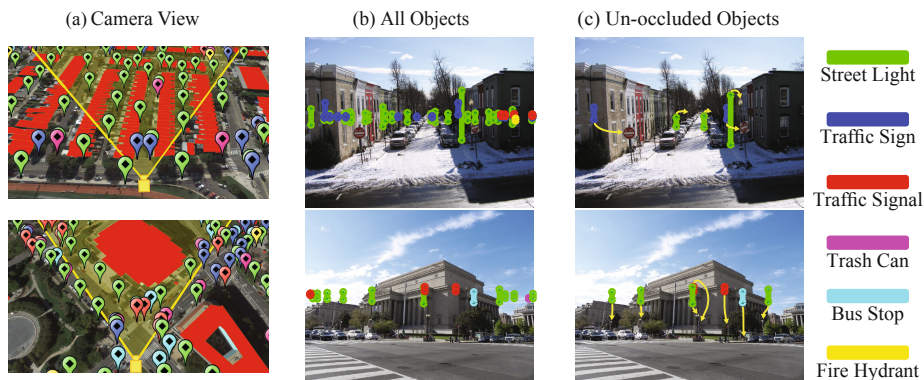 (a) Camera View
(b) All Objects
(c) Un-occluded Objects
Street Light
Traffic Sign
Traffic Signal
Trash Can
Bus Stop
Fire Hydrant